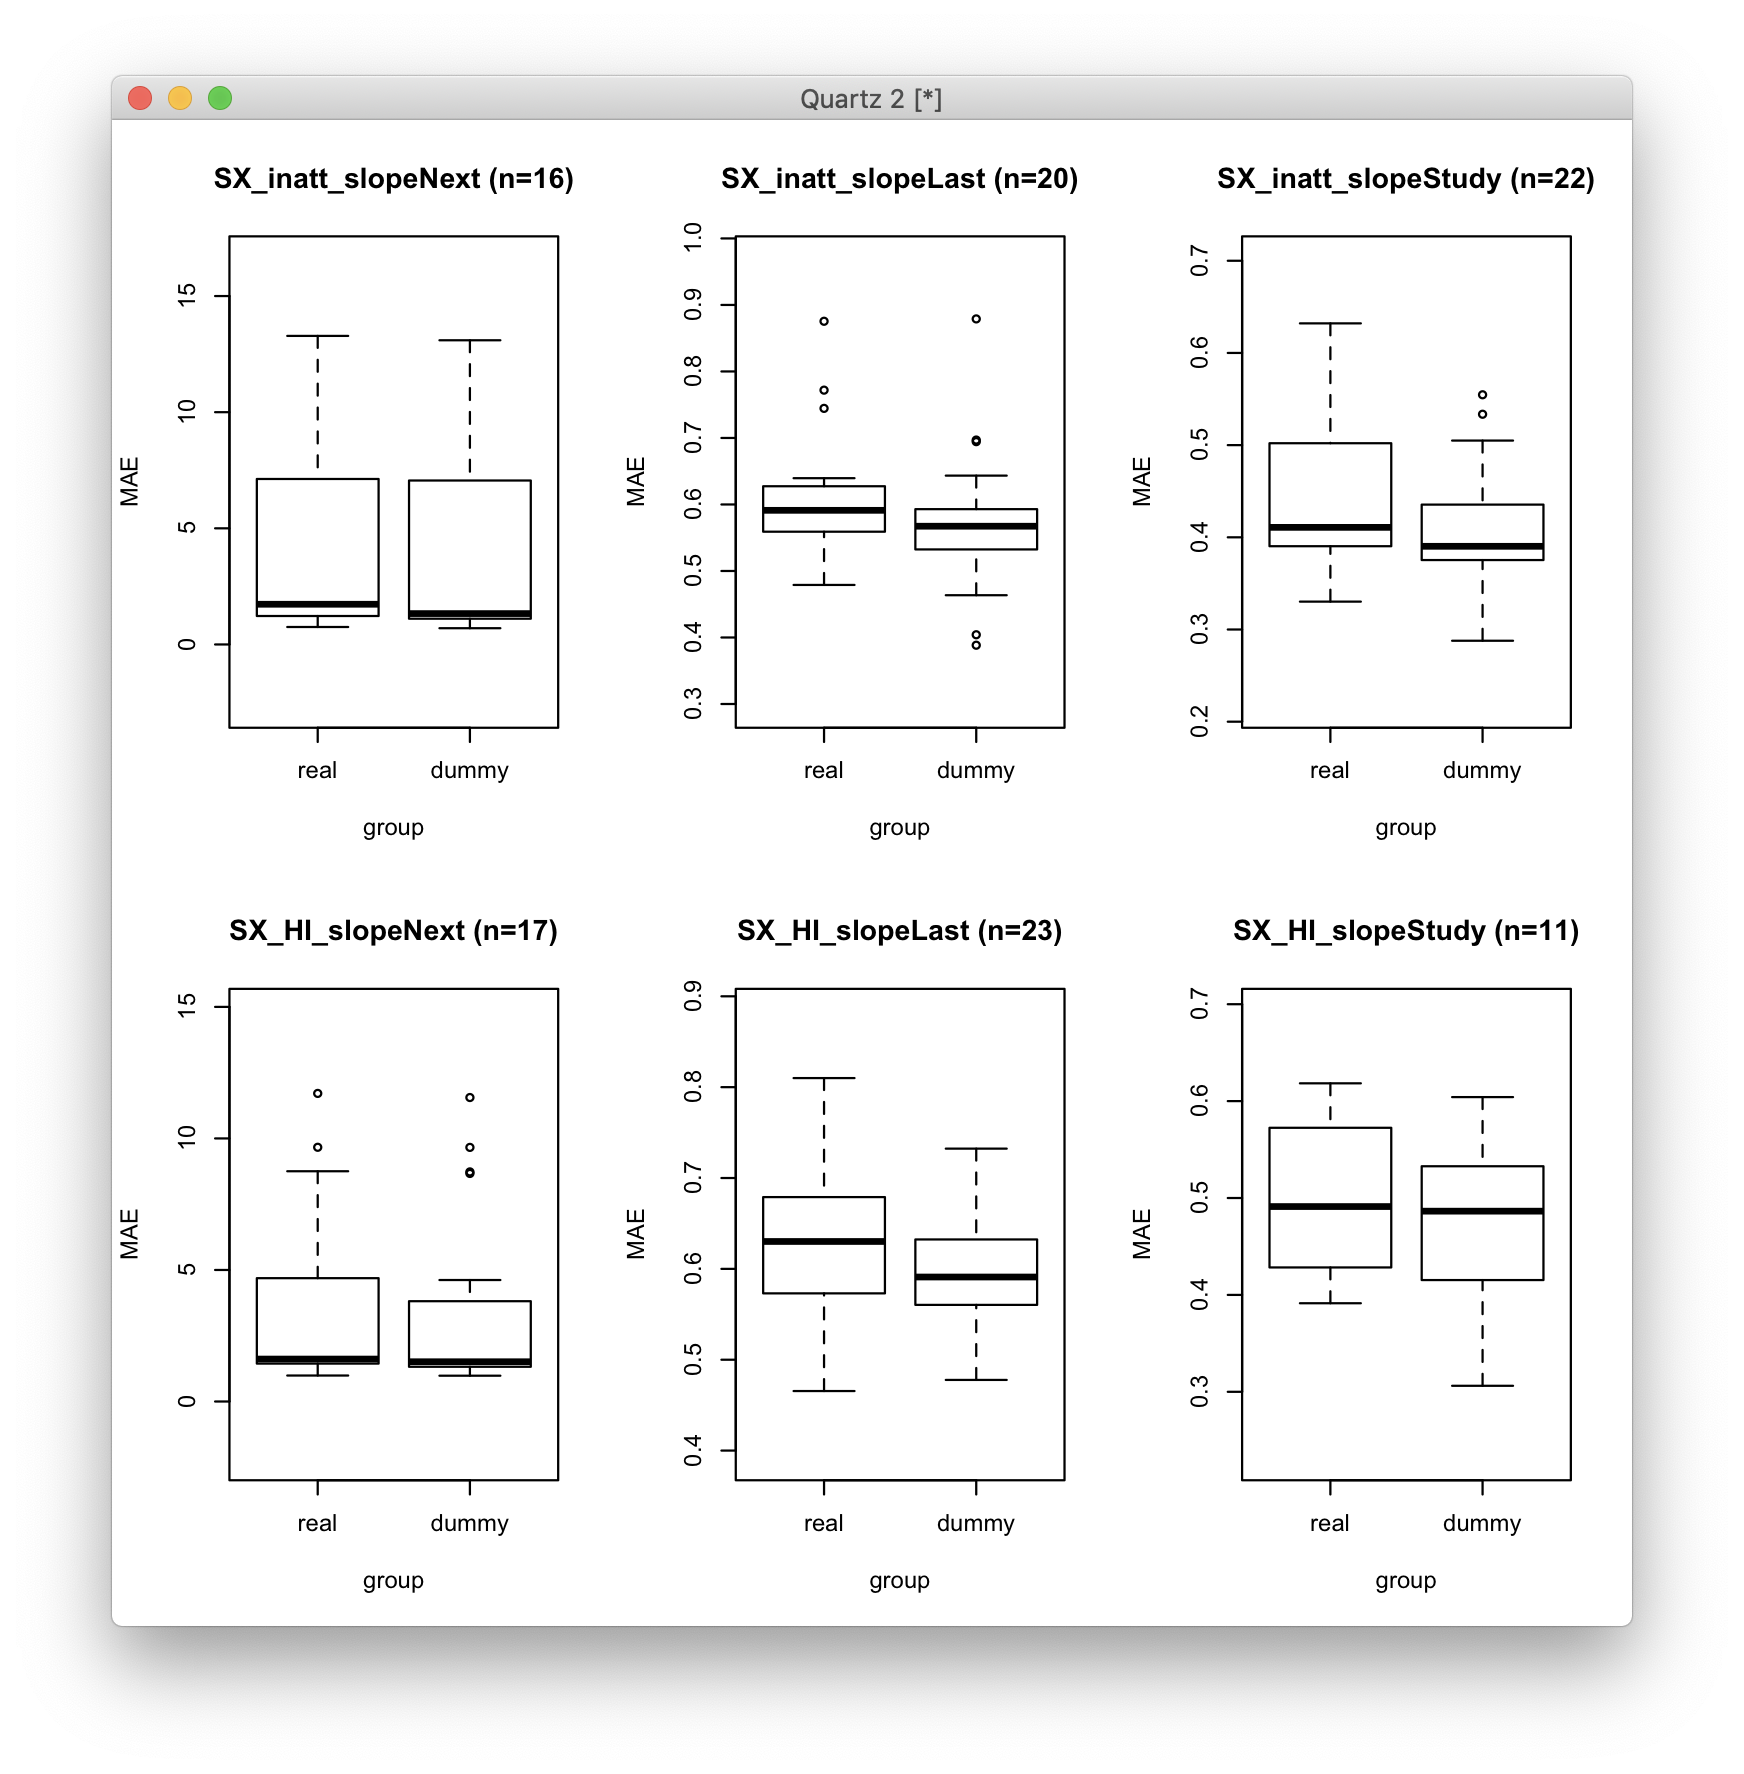 Quartz 2 [*]
SX_inatt_slopeNext (n=16)
MAE
15
10
5
0
real
dummy
group
SX_inatt_slopeLast (n=20)
MAE
1.0
0.9
0.8
0.7
0.6
0.5
0.4
0.3
real
dummy
group
SX_inatt_slopeStudy (n=22)
MAE
0.7
0.6
0.5
0.4
0.3
0.2
real
dummy
group
SX_HI_slopeNext (n=17)
MAE
15
10
5
0
real
dummy
group
SX_HI_slopeLast (n=23)
MAE
0.9
0.8
0.7
0.6
0.5
0.4
real
dummy
group
SX_HI_slopeStudy (n=11)
MAE
0.7
0.6
0.5
0.4
0.3
real
dummy
group